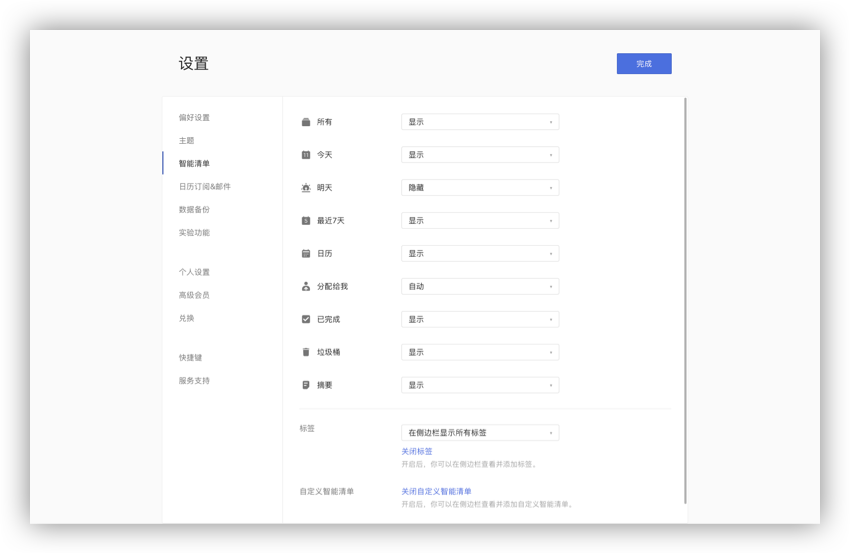 设置
完成
偏好设置
主题
智能清单
日历订阅&邮件
数据备份
实验功能
个人设置
高级会员
兑换
快捷键
服务支持
所有 显示
今天 显示
明天 隐藏
最近7天 显示
日历 显示
分配给我 自动
已完成 显示
垃圾桶 显示
摘要 显示
标签 在侧边栏显示所有标签
关闭标签
开启后，你可以在侧边栏查看并添加标签。
自定义智能清单 关闭自定义智能清单
开启后，你可以在侧边栏查看并添加自定义智能清单。